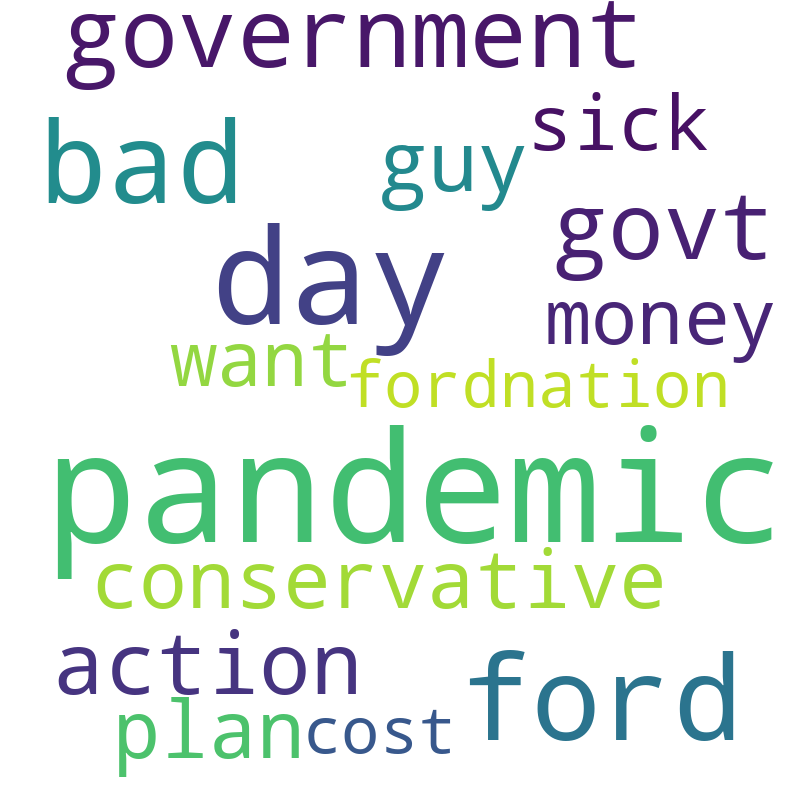 government
sick
bad
guy
govt
day
money
want
fordnation
pandemic
conservative
action
ford
plan
cost